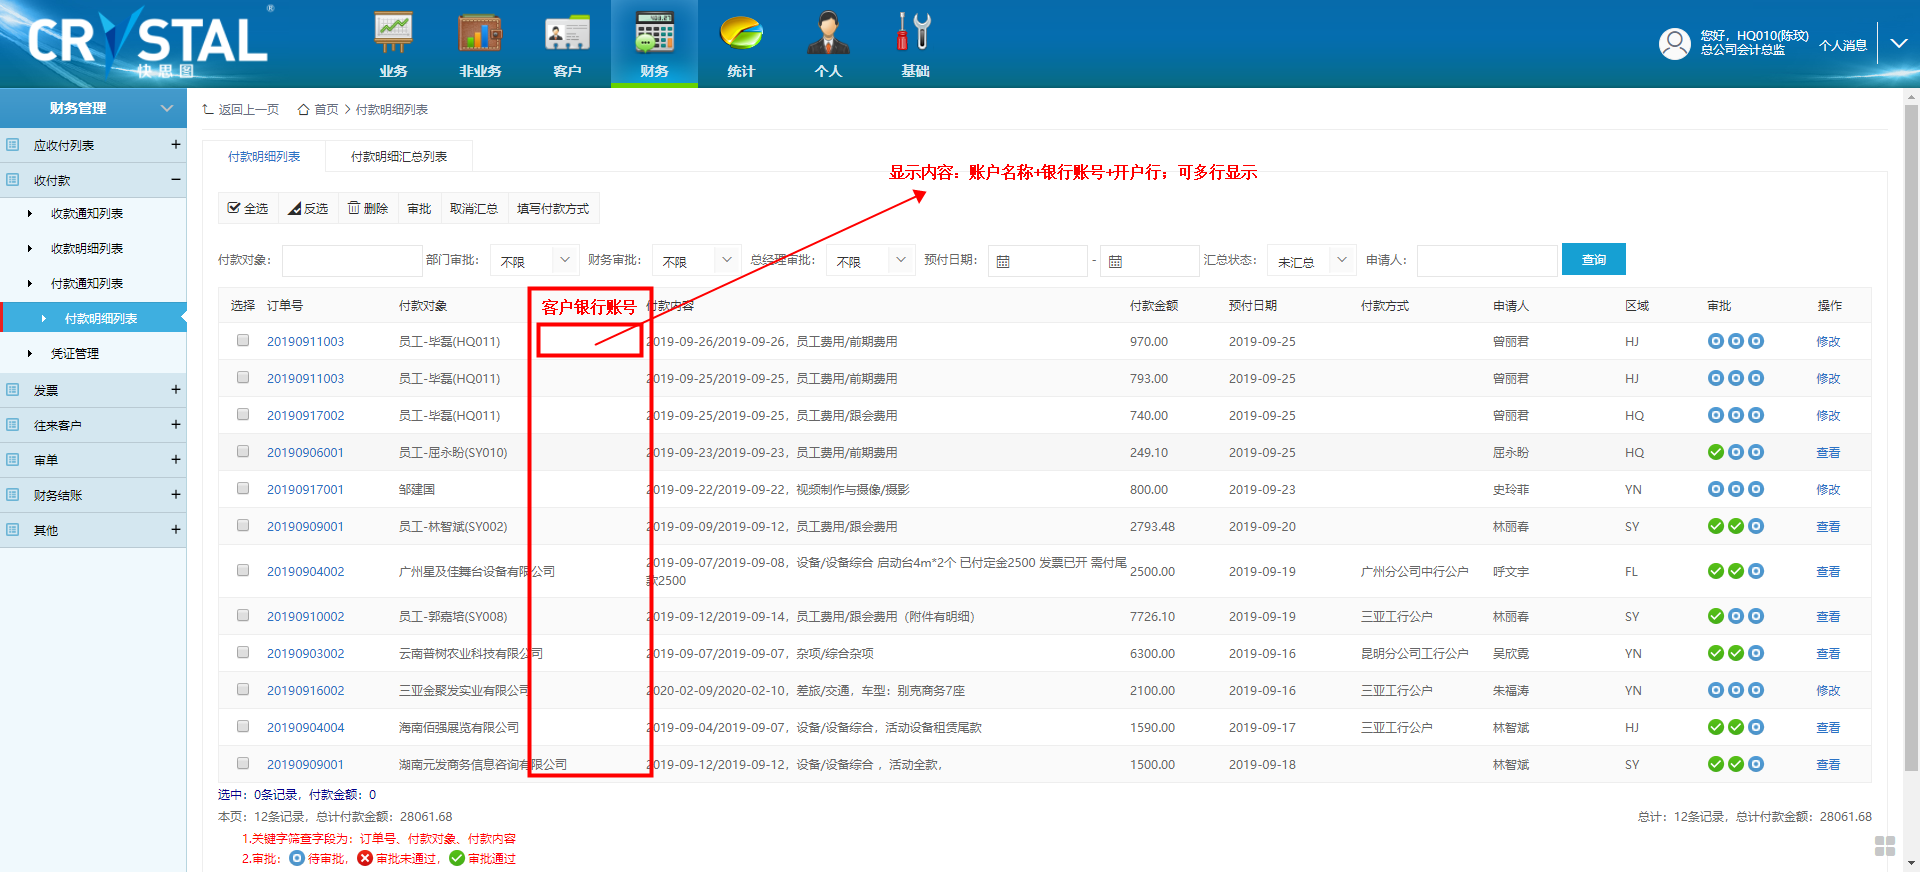 CRYSTAL ®
快思图
业务 非业务 客户 财务 统计 个人 基础
您好，HQ010(陈玟)
总公司会计总监
个人消息
财务管理
应收付列表 +
收付款 −
收款通知列表
收款明细列表
付款通知列表
付款明细列表
凭证管理
发票 +
往来客户 +
审单 +
财务结账 +
其他 +
返回上一页 首页 > 付款明细列表
付款明细列表 付款明细汇总列表
显示内容：账户名称+银行账号+开户行；可多行显示
全选 反选 删除 审批 取消汇总 填写付款方式
付款对象： 部门审批： 不限 财务审批： 不限 总经理审批： 不限 预付日期： - 汇总状态： 未汇总 申请人： 查询
选择 订单号 付款对象 客户银行账号 付款内容 付款金额 预付日期 付款方式 申请人 区域 审批 操作
20190911003 员工-毕磊(HQ011) 2019-09-26/2019-09-26，员工费用/前期费用 970.00 2019-09-25 曾丽君 HJ 修改
20190911003 员工-毕磊(HQ011) 2019-09-25/2019-09-25，员工费用/前期费用 793.00 2019-09-25 曾丽君 HJ 修改
20190917002 员工-毕磊(HQ011) 2019-09-25/2019-09-25，员工费用/跟会费用 740.00 2019-09-25 曾丽君 HQ 修改
20190906001 员工-屈永盼(SY010) 2019-09-23/2019-09-23，员工费用/前期费用 249.10 2019-09-25 屈永盼 HQ 查看
20190917001 邹建国 2019-09-22/2019-09-22，视频制作与摄像/摄影 800.00 2019-09-23 史玲菲 YN 修改
20190909001 员工-林智斌(SY002) 2019-09-09/2019-09-12，员工费用/跟会费用 2793.48 2019-09-20 林丽春 SY 查看
20190904002 广州星及佳舞台设备有限公司 2019-09-07/2019-09-08，设备/设备综合 启动台4m*2个 已付定金2500 发票已开 需付尾款2500 2500.00 2019-09-19 广州分公司中行公户 呼文宇 FL 查看
20190910002 员工-郭嘉培(SY008) 2019-09-12/2019-09-14，员工费用/跟会费用（附件有明细） 7726.10 2019-09-19 三亚工行公户 林丽春 SY 查看
20190903002 云南普树农业科技有限公司 2019-09-07/2019-09-07，杂项/综合杂项 6300.00 2019-09-16 昆明分公司工行公户 吴欣霓 YN 查看
20190916002 三亚金聚发实业有限公司 2020-02-09/2020-02-10，差旅/交通，车型：别克商务7座 2100.00 2019-09-16 三亚工行公户 朱福涛 YN 修改
20190904004 海南佰强展览有限公司 2019-09-04/2019-09-07，设备/设备综合，活动设备租赁尾款 1590.00 2019-09-17 三亚工行公户 林智斌 HJ 查看
20190909001 湖南元发商务信息咨询有限公司 2019-09-12/2019-09-12，设备/设备综合 ，活动全款， 1500.00 2019-09-18 林智斌 SY 查看
选中：0条记录，付款金额：0
本页：12条记录，总计付款金额：28061.68 总计：12条记录，总计付款金额：28061.68
1.关键字筛查字段为：订单号、付款对象、付款内容
2.审批： 待审批， 审批未通过， 审批通过